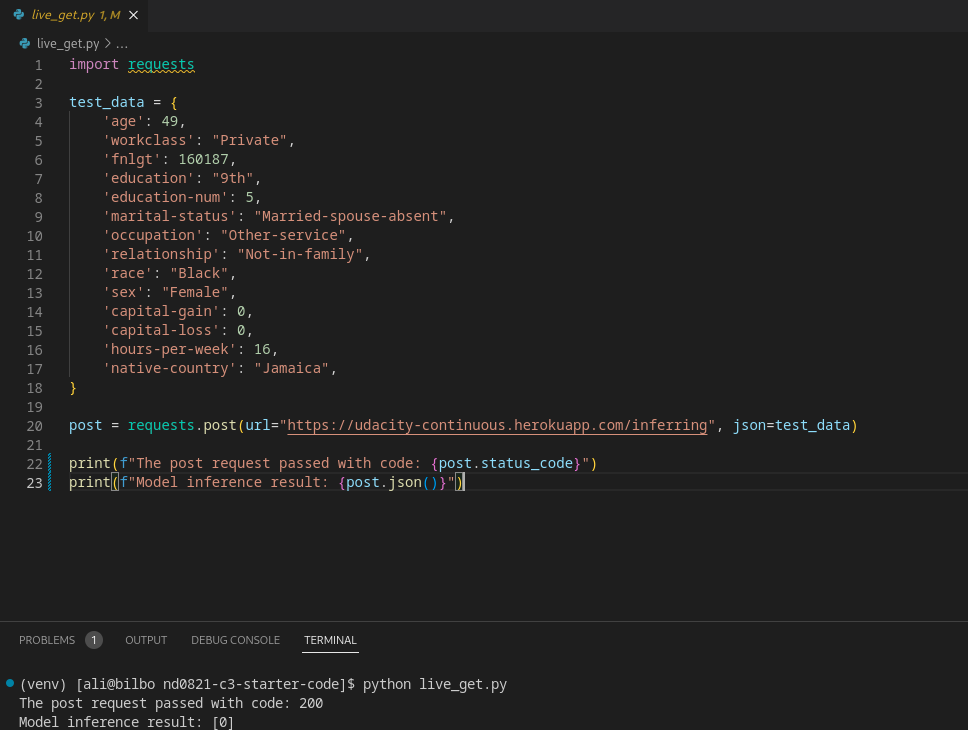 live_get.py 1, M
live_get.py > ...
1 import requests
2
3 test_data = {
4 'age': 49,
5 'workclass': "Private",
6 'fnlgt': 160187,
7 'education': "9th",
8 'education-num': 5,
9 'marital-status': "Married-spouse-absent",
10 'occupation': "Other-service",
11 'relationship': "Not-in-family",
12 'race': "Black",
13 'sex': "Female",
14 'capital-gain': 0,
15 'capital-loss': 0,
16 'hours-per-week': 16,
17 'native-country': "Jamaica",
18 }
19
20 post = requests.post(url="https://udacity-continuous.herokuapp.com/inferring", json=test_data)
21
22 print(f"The post request passed with code: {post.status_code}")
23 print(f"Model inference result: {post.json()}")
PROBLEMS 1 OUTPUT DEBUG CONSOLE TERMINAL
(venv) [ali@bilbo nd0821-c3-starter-code]$ python live_get.py
The post request passed with code: 200
Model inference result: [0]